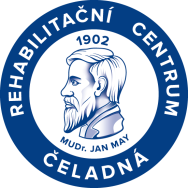 REHABILITAČNÍ CENTRUM
1902
MUDr. JAN MAY
ČELADNÁ